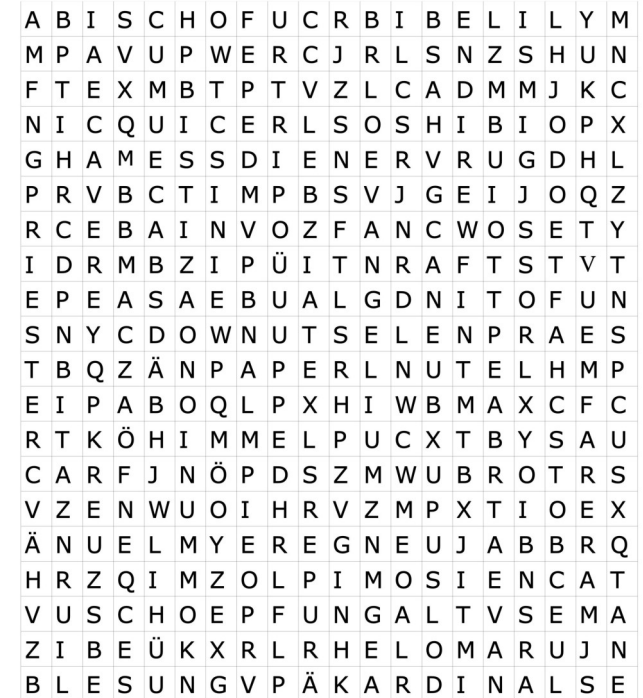 A B I S C H O F U C R B I B E L I L Y M
M P A V U P W E R C J R L S N Z S H U N
F T E X M B T P T V Z L C A D M M J K C
N I C Q U I C E R L S O S H I B I O P X
G H A M E S S D I E N E R V R U G D H L
P R V B C T I M P B S V J G E I J O Q Z
R C E B A I N V O Z F A N C W O S E T Y
I D R M B Z I P Ü I T N R A F T S T V T
E P E A S A E B U A L G D N I T O F U N
S N Y C D O W N U T S E L E N P R A E S
T B Q Z Ä N P A P E R L N U T E L H M P
E I P A B O Q L P X H I W B M A X C F C
R T K Ö H I M M E L P U C X T B Y S A U
C A R F J N Ö P D S Z M W U B R O T R S
V Z E N W U O I H R V Z M P X T I O E X
Ä N U E L M Y E R E G N E U J A B B R Q
H R Z Q I M Z O L P I M O S I E N C A T
V U S C H O E P F U N G A L T V S E M A
Z I B E Ü K X R L R H E L O M A R U J N
B L E S U N G V P Ä K A R D I N A L S E